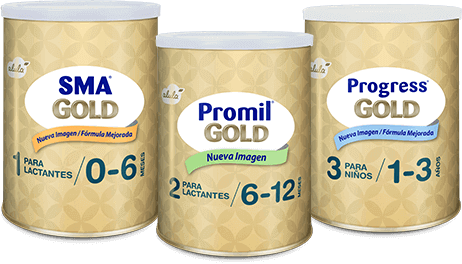 SMA®
GOLD
Nueva Imagen / Fórmula Mejorada
1 PARA LACTANTES / 0-6 MESES
Promil®
GOLD
Nueva Imagen
2 PARA LACTANTES / 6-12 MESES
Progress®
GOLD
Nueva Imagen / Fórmula Mejorada
3 PARA NIÑOS / 1-3 AÑOS